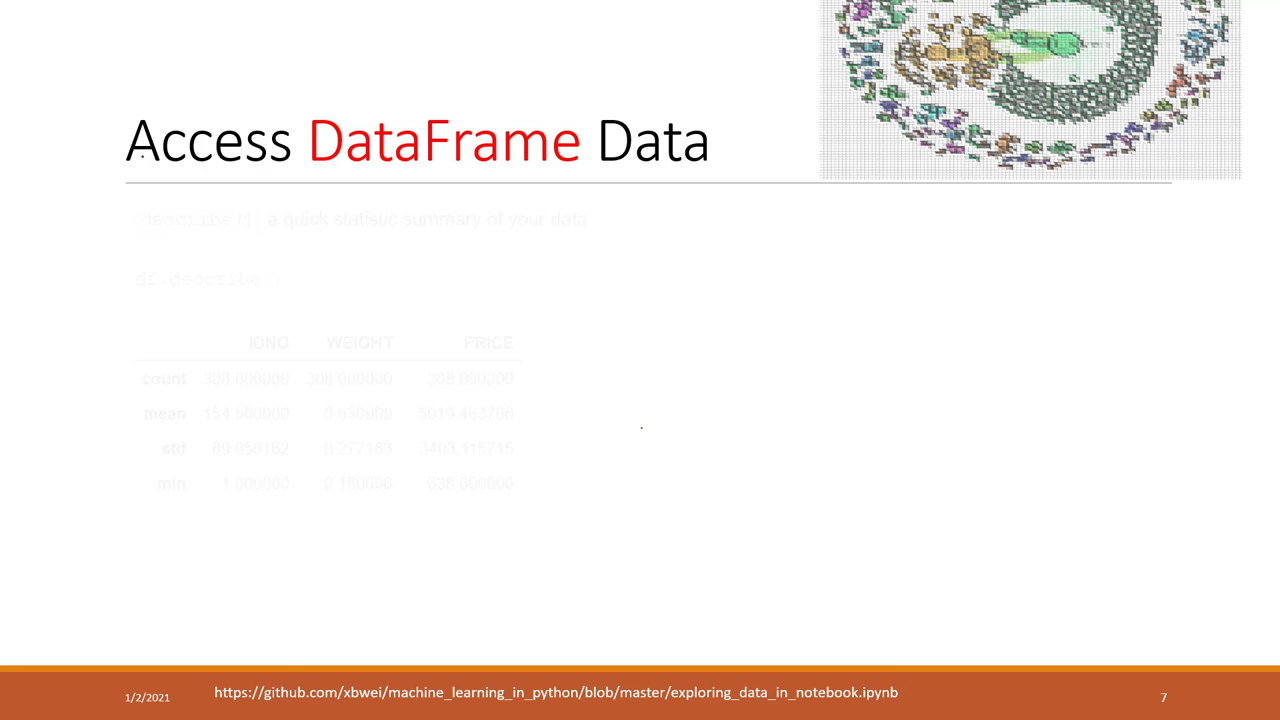 Access DataFrame Data
describe() a quick statistic summary of your data
df.describe()
IDNO WEIGHT PRICE
count 308.000000 308.000000 308.000000
mean 154.500000 0.630900 5019.483706
std 89.056162 0.277183 3403.115715
min 1.000000 0.180000 638.000000
1/2/2021 https://github.com/xbwei/machine_learning_in_python/blob/master/exploring_data_in_notebook.ipynb 7